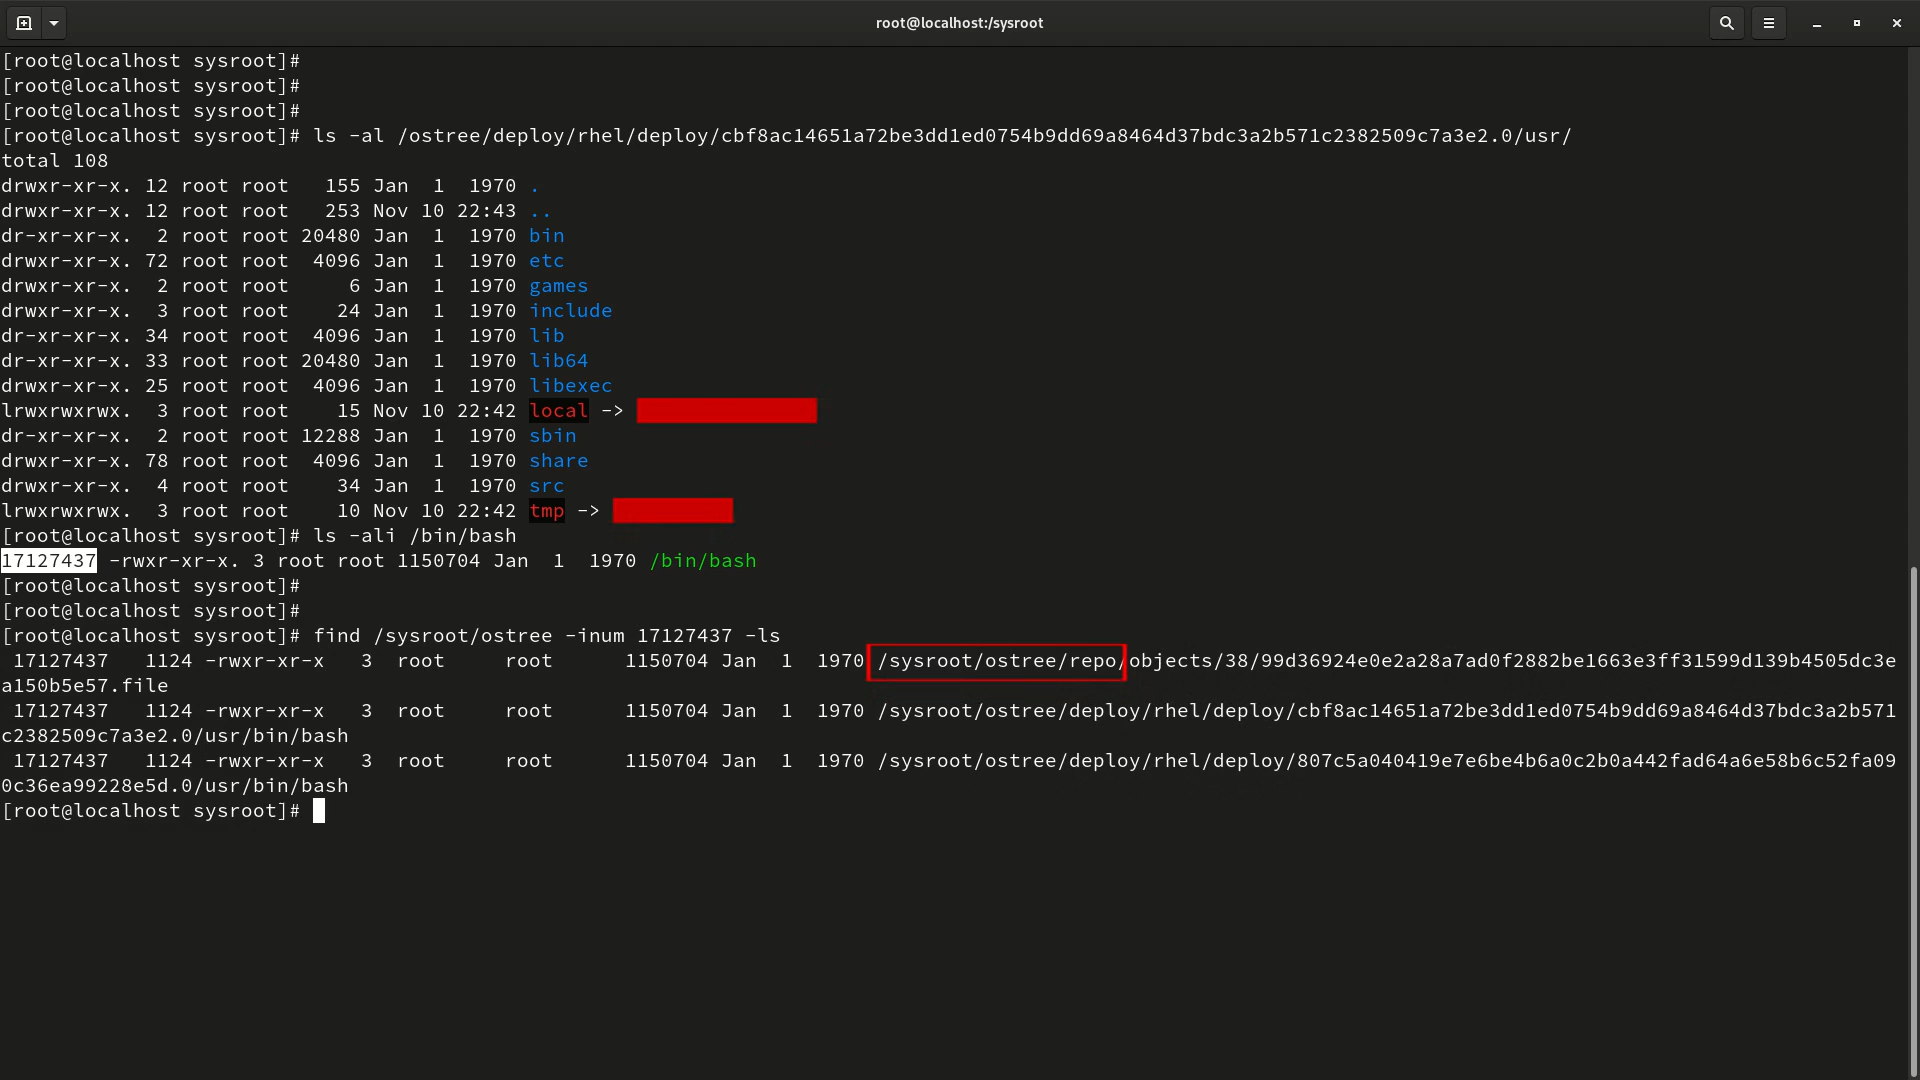 root@localhost:/sysroot
[root@localhost sysroot]#
[root@localhost sysroot]#
[root@localhost sysroot]#
[root@localhost sysroot]# ls -al /ostree/deploy/rhel/deploy/cbf8ac14651a72be3dd1ed0754b9dd69a8464d37bdc3a2b571c2382509c7a3e2.0/usr/
total 108
drwxr-xr-x. 12 root root   155 Jan  1  1970 .
drwxr-xr-x. 12 root root   253 Nov 10 22:43 ..
dr-xr-xr-x.  2 root root 20480 Jan  1  1970 bin
drwxr-xr-x. 72 root root  4096 Jan  1  1970 etc
drwxr-xr-x.  2 root root     6 Jan  1  1970 games
drwxr-xr-x.  3 root root    24 Jan  1  1970 include
dr-xr-xr-x. 34 root root  4096 Jan  1  1970 lib
dr-xr-xr-x. 33 root root 20480 Jan  1  1970 lib64
drwxr-xr-x. 25 root root  4096 Jan  1  1970 libexec
lrwxrwxrwx.  3 root root    15 Nov 10 22:42 local ->
dr-xr-xr-x.  2 root root 12288 Jan  1  1970 sbin
drwxr-xr-x. 78 root root  4096 Jan  1  1970 share
drwxr-xr-x.  4 root root    34 Jan  1  1970 src
lrwxrwxrwx.  3 root root    10 Nov 10 22:42 tmp ->
[root@localhost sysroot]# ls -ali /bin/bash
17127437 -rwxr-xr-x. 3 root root 1150704 Jan  1  1970 /bin/bash
[root@localhost sysroot]#
[root@localhost sysroot]#
[root@localhost sysroot]# find /sysroot/ostree -inum 17127437 -ls
 17127437   1124 -rwxr-xr-x   3  root     root      1150704 Jan  1  1970 /sysroot/ostree/repo/objects/38/99d36924e0e2a28a7ad0f2882be1663e3ff31599d139b4505dc3e
a150b5e57.file
 17127437   1124 -rwxr-xr-x   3  root     root      1150704 Jan  1  1970 /sysroot/ostree/deploy/rhel/deploy/cbf8ac14651a72be3dd1ed0754b9dd69a8464d37bdc3a2b571
c2382509c7a3e2.0/usr/bin/bash
 17127437   1124 -rwxr-xr-x   3  root     root      1150704 Jan  1  1970 /sysroot/ostree/deploy/rhel/deploy/807c5a040419e7e6be4b6a0c2b0a442fad64a6e58b6c52fa09
0c36ea99228e5d.0/usr/bin/bash
[root@localhost sysroot]#